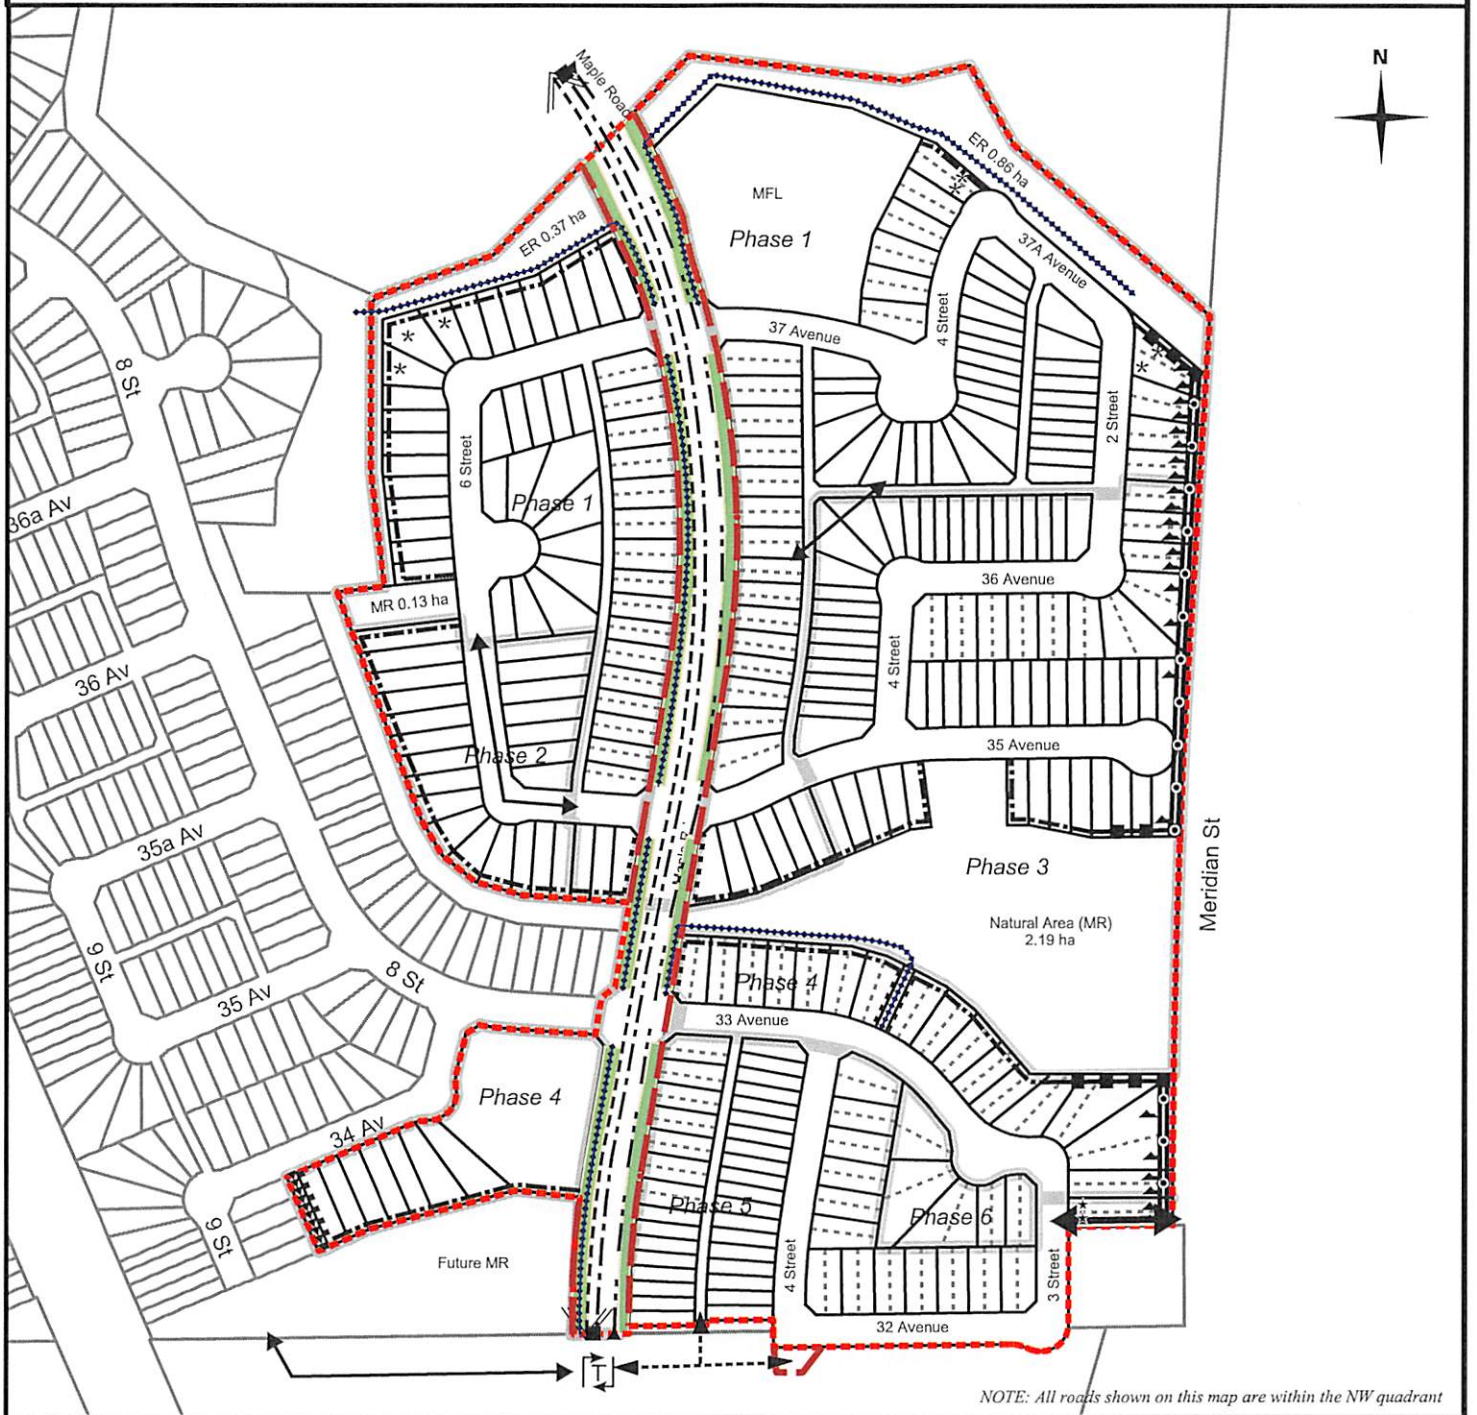 N
Maple Road
ER 0.86 ha
MFL
Phase 1
ER 0.37 ha
37A Avenue
4 Street
37 Avenue
8 St
2 Street
6 Street
Phase 1
36a Av
36 Avenue
MR 0.13 ha
4 Street
36 Av
35 Avenue
Phase 2
35a Av
Phase 3
Meridian St
Natural Area (MR)
2.19 ha
9 St
8 St
Phase 4
35 Av
33 Avenue
Phase 4
34 Av
Phase 5
Phase 6
9 St
Future MR
4 Street
3 Street
32 Avenue
T
NOTE: All roads shown on this map are within the NW quadrant